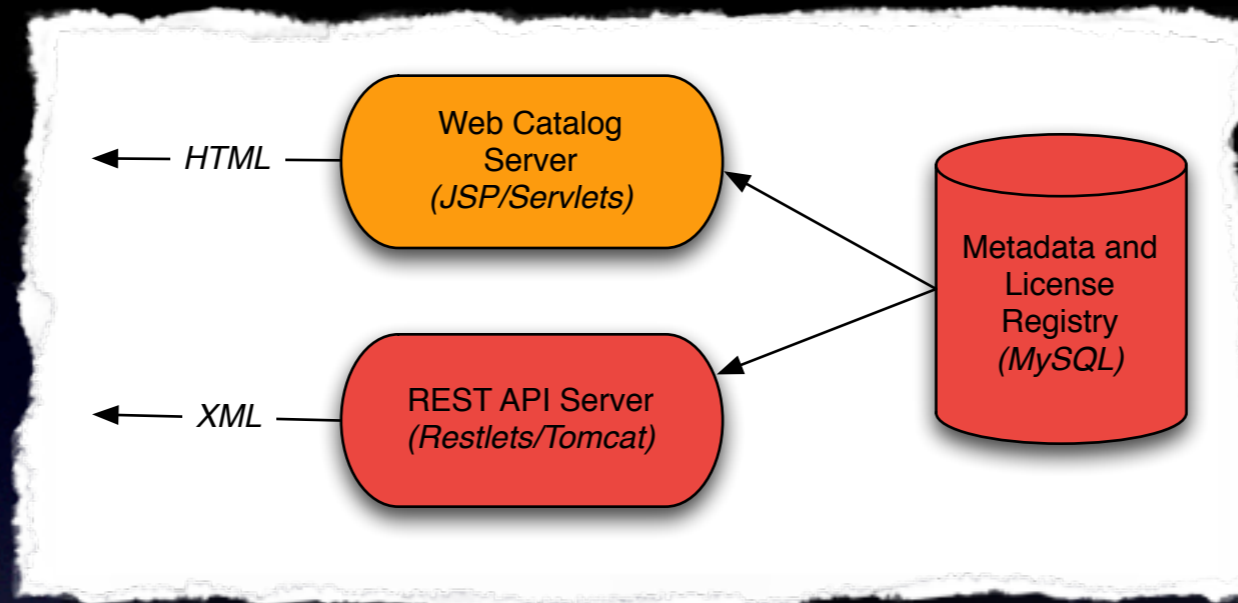 HTML
Web Catalog
Server
(JSP/Servlets)
Metadata and
License
Registry
(MySQL)
XML
REST API Server
(Restlets/Tomcat)